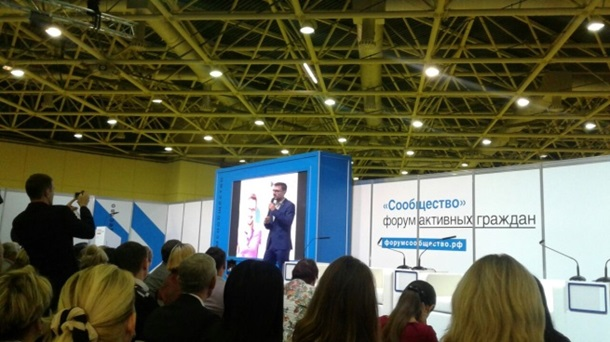 «Сообщество»
форум активных граждан
форумсообщество.рф